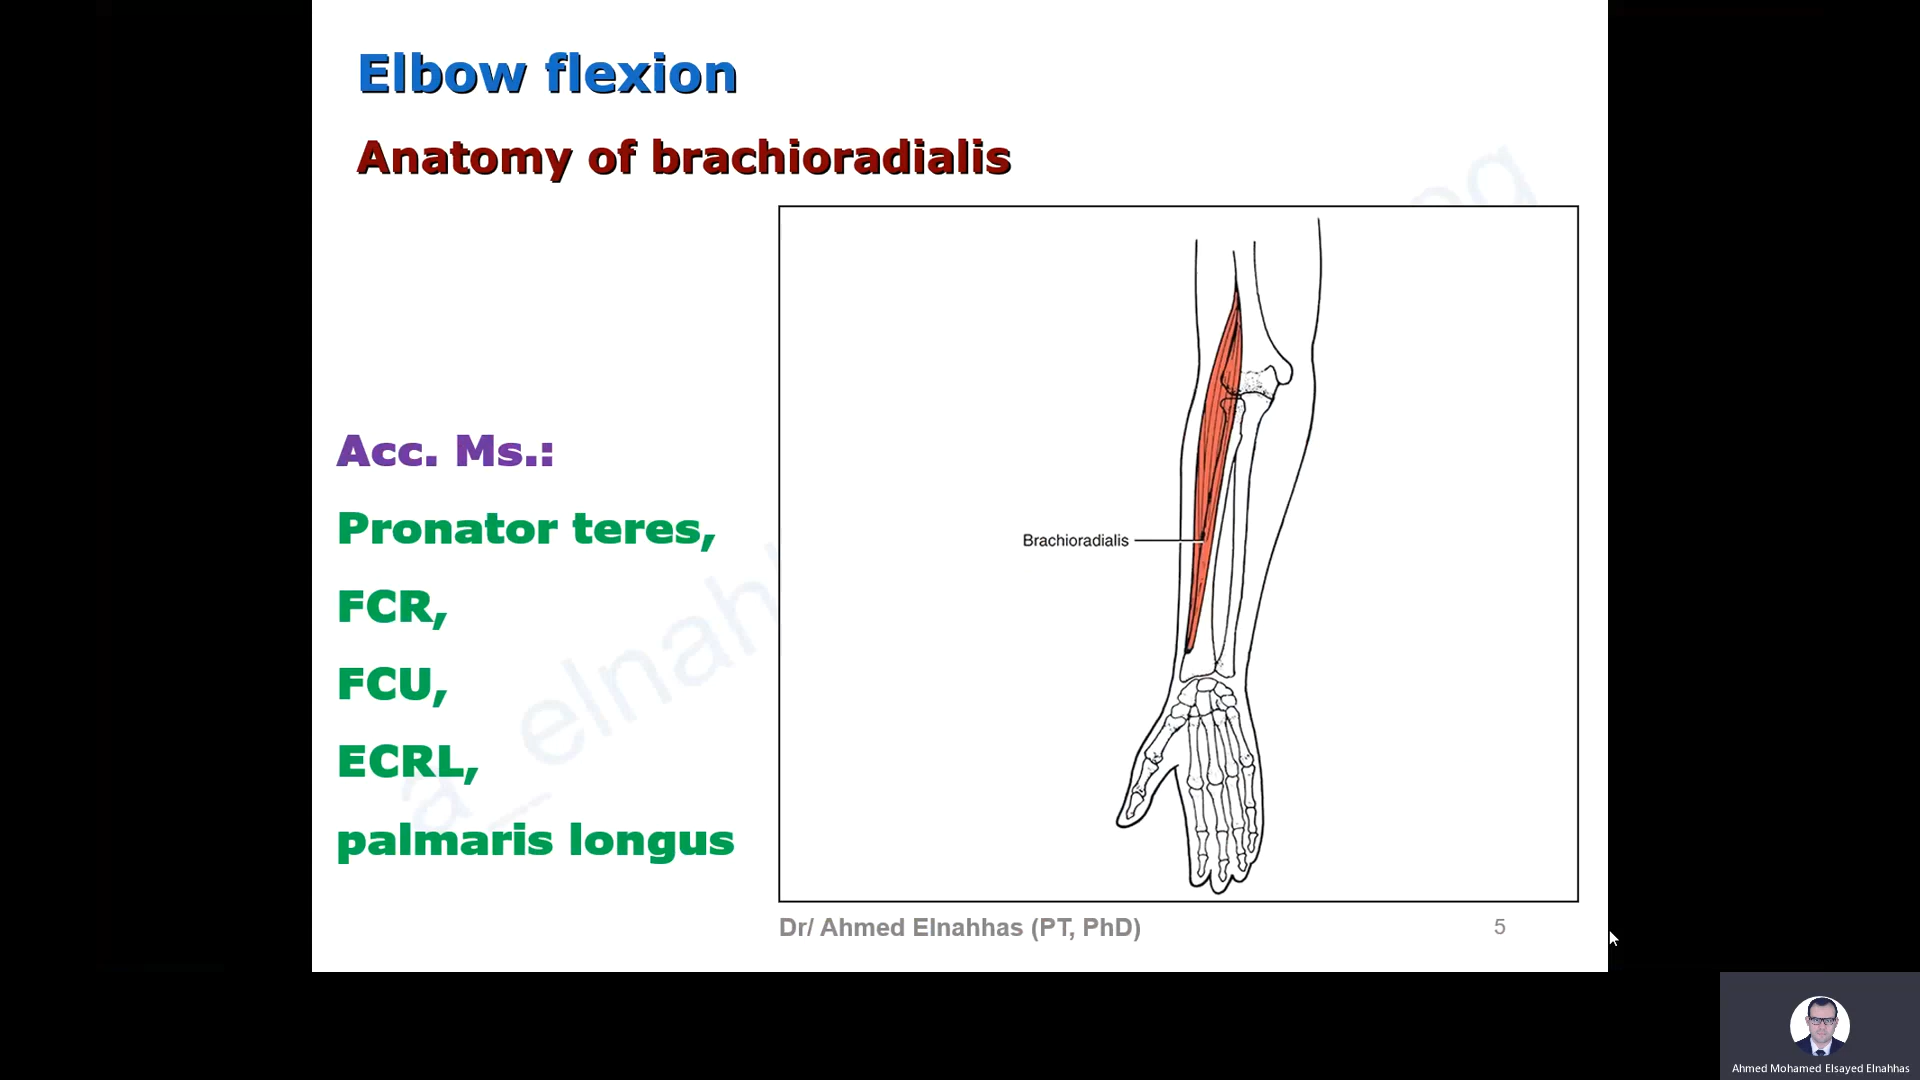 Elbow flexion
Anatomy of brachioradialis
Acc. Ms.:
Pronator teres,
FCR,
FCU,
ECRL,
palmaris longus
Brachioradialis
Dr/ Ahmed Elnahhas (PT, PhD)
5
Ahmed Mohamed Elsayed Elnahhas